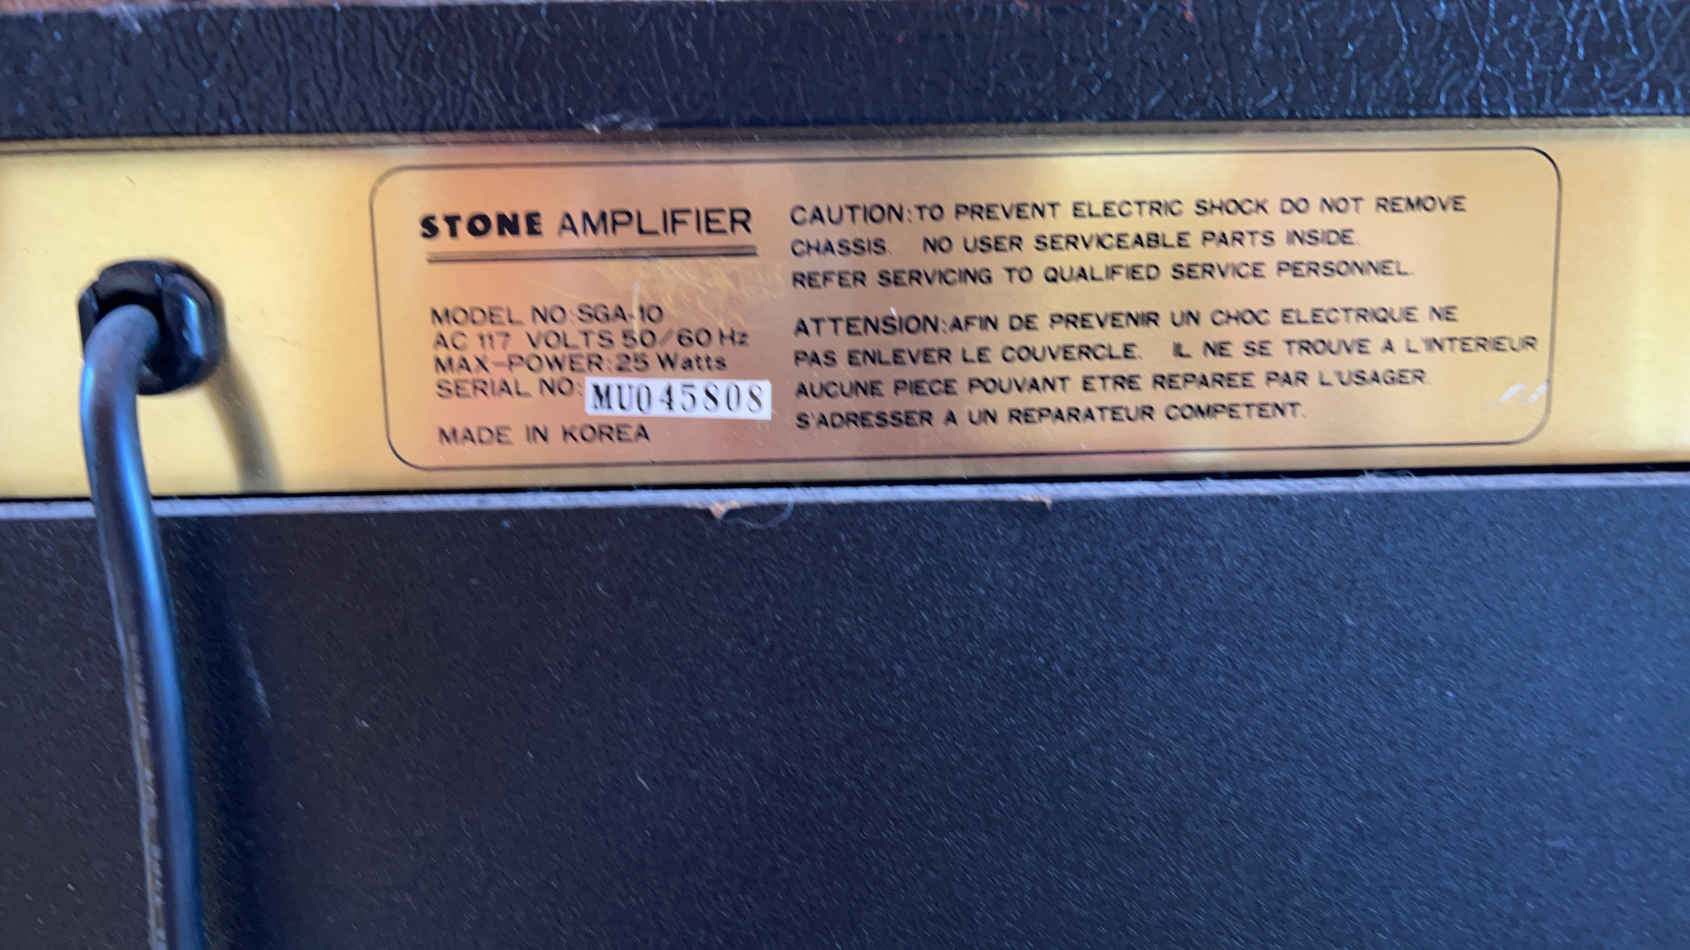 STONE AMPLIFIER
MODEL NO:SGA-10
AC 117 VOLTS 50/60 Hz
MAX-POWER:25 Watts
SERIAL NO: MU045808
MADE IN KOREA
CAUTION:TO PREVENT ELECTRIC SHOCK DO NOT REMOVE
CHASSIS. NO USER SERVICEABLE PARTS INSIDE.
REFER SERVICING TO QUALIFIED SERVICE PERSONNEL.
ATTENSION:AFIN DE PREVENIR UN CHOC ELECTRIQUE NE
PAS ENLEVER LE COUVERCLE. IL NE SE TROUVE A L'INTERIEUR
AUCUNE PIECE POUVANT ETRE REPAREE PAR L'USAGER.
S'ADRESSER A UN REPARATEUR COMPETENT.